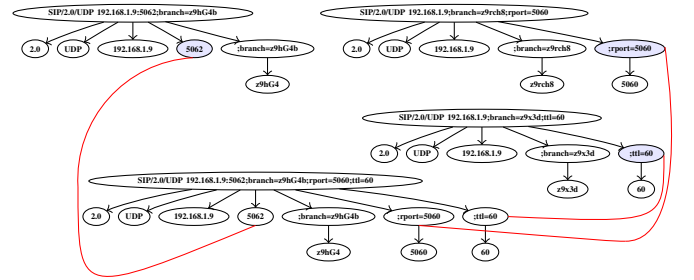 SIP/2.0/UDP 192.168.1.9:5062;branch=z9hG4b
2.0 UDP 192.168.1.9 5062 ;branch=z9hG4b
z9hG4
SIP/2.0/UDP 192.168.1.9;branch=z9rch8;rport=5060
2.0 UDP 192.168.1.9 ;branch=z9rch8 ;rport=5060
z9rch8 5060
SIP/2.0/UDP 192.168.1.9;branch=z9x3d;ttl=60
2.0 UDP 192.168.1.9 ;branch=z9x3d ;ttl=60
z9x3d 60
SIP/2.0/UDP 192.168.1.9:5062;branch=z9hG4b;rport=5060;ttl=60
2.0 UDP 192.168.1.9 5062 ;branch=z9hG4b ;rport=5060 ;ttl=60
z9hG4 5060 60